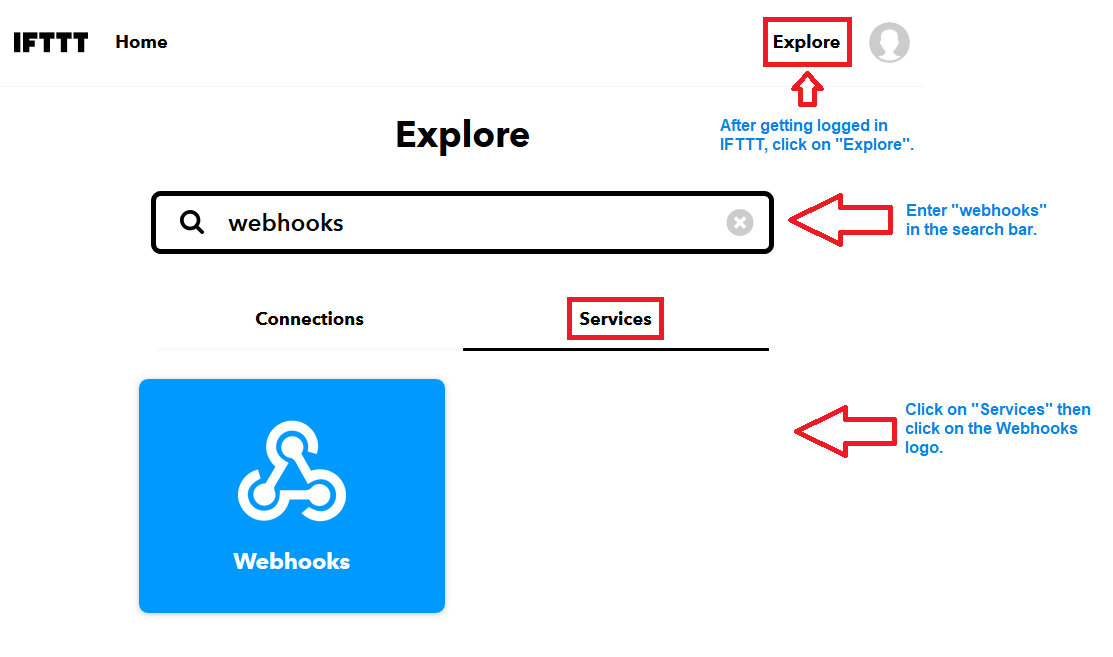 IFTTT Home Explore
After getting logged in
IFTTT, click on "Explore".
Explore
webhooks
Enter "webhooks"
in the search bar.
Connections Services
Click on "Services" then
click on the Webhooks
logo.
Webhooks